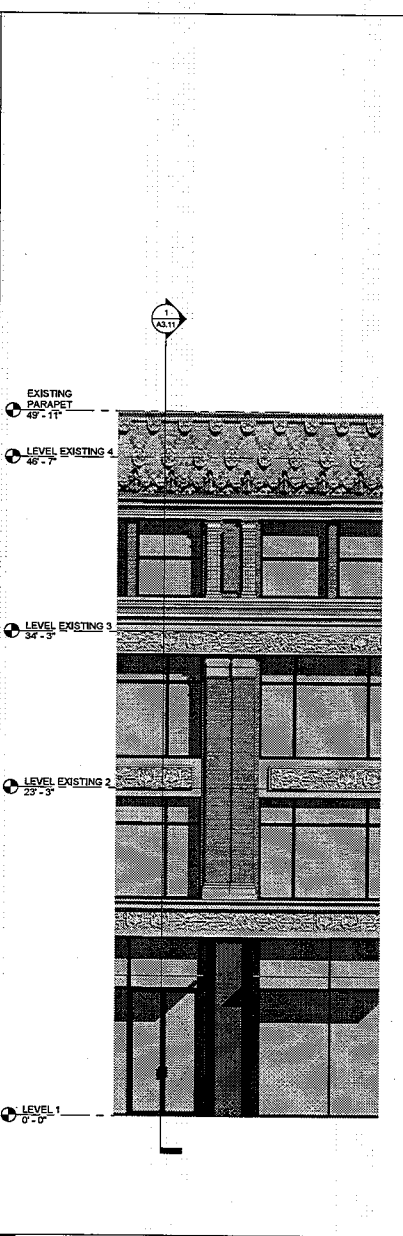 1
A3.11
EXISTING
PARAPET
49' - 11"
LEVEL EXISTING 4
46' - 7"
LEVEL EXISTING 3
34' - 3"
LEVEL EXISTING 2
23' - 3"
LEVEL 1
0' - 0"